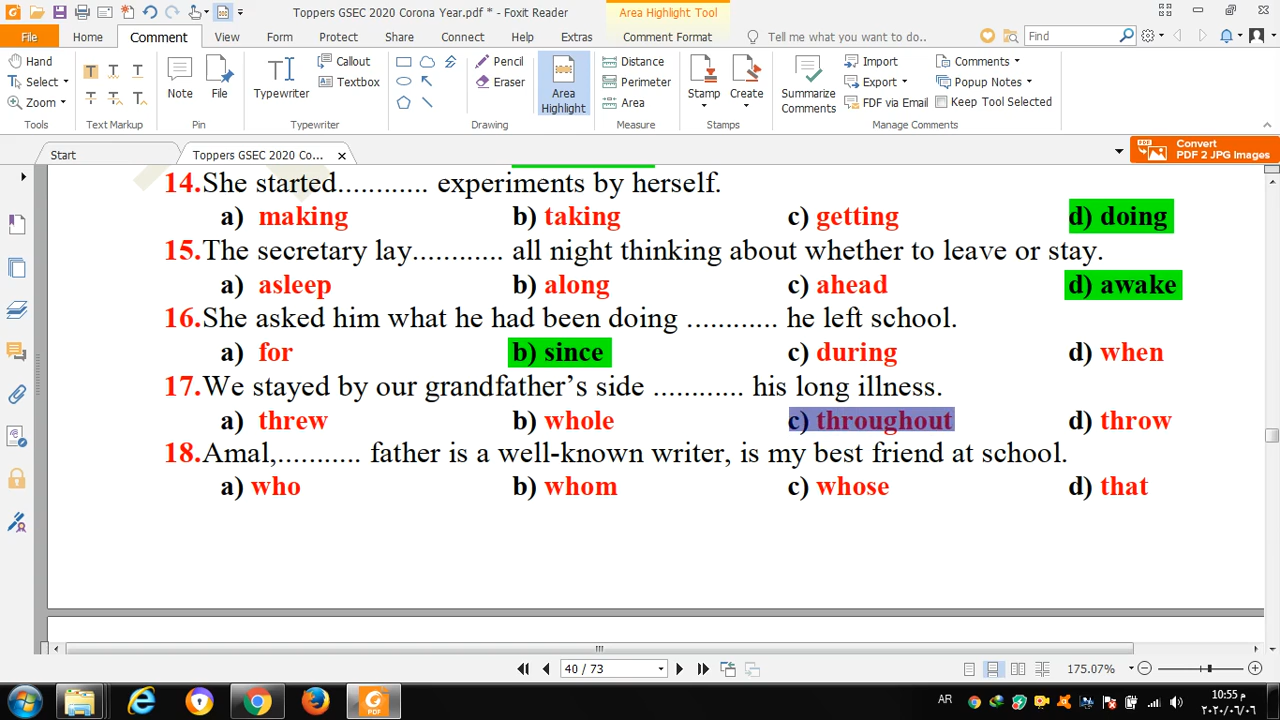 Toppers GSEC 2020 Corona Year.pdf * - Foxit Reader
Area Highlight Tool
File Home Comment View Form Protect Share Connect Window Help Extras Comment Format Tell me what you want to do.. Find
Hand
Select
Zoom
Tools
Text Markup
Note
File
Pin
Typewriter
Callout
Textbox
Typewriter
Pencil
Eraser
Drawing
Area Highlight
Distance
Perimeter
Area
Measure
Stamp
Create
Stamps
Summarize Comments
Import
Export
FDF via Email
Comments
Popup Notes
Keep Tool Selected
Manage Comments
Start
Toppers GSEC 2020 Co...
Convert
PDF 2 JPG Images
14.She started............ experiments by herself.
a) making b) taking c) getting d) doing
15.The secretary lay............ all night thinking about whether to leave or stay.
a) asleep b) along c) ahead d) awake
16.She asked him what he had been doing ............ he left school.
a) for b) since c) during d) when
17.We stayed by our grandfather’s side ............ his long illness.
a) threw b) whole c) throughout d) throw
18.Amal,........... father is a well-known writer, is my best friend at school.
a) who b) whom c) whose d) that
40 / 73
175.07%
AR
10:55 م
٢٠٢٠/٠٦/٠٦